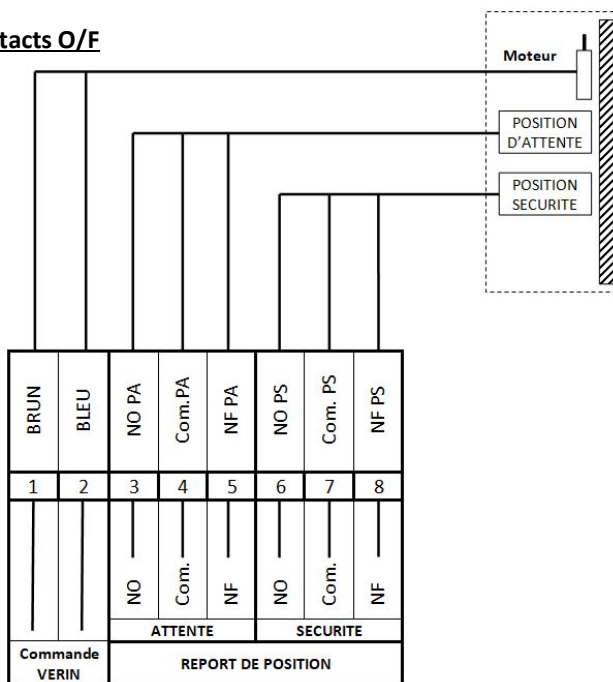 tacts O/F
Moteur
POSITION
D'ATTENTE
POSITION
SECURITE
BRUN
BLEU
NO PA
Com.PA
NF PA
NO PS
Com. PS
NF PS
1 2 3 4 5 6 7 8
NO
Com.
NF
NO
Com.
NF
ATTENTE SECURITE
Commande
VERIN
REPORT DE POSITION